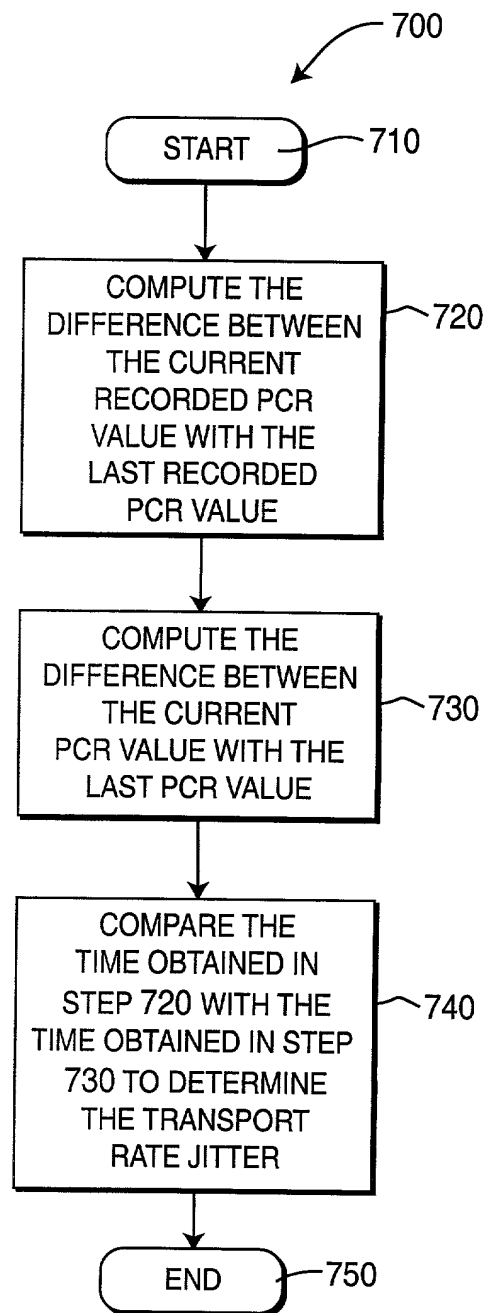 700
START
710
COMPUTE THE
DIFFERENCE BETWEEN
THE CURRENT
RECORDED PCR
VALUE WITH THE
LAST RECORDED
PCR VALUE
720
COMPUTE THE
DIFFERENCE BETWEEN
THE CURRENT
PCR VALUE WITH THE
LAST PCR VALUE
730
COMPARE THE
TIME OBTAINED IN
STEP 720 WITH THE
TIME OBTAINED IN STEP
730 TO DETERMINE
THE TRANSPORT
RATE JITTER
740
END
750